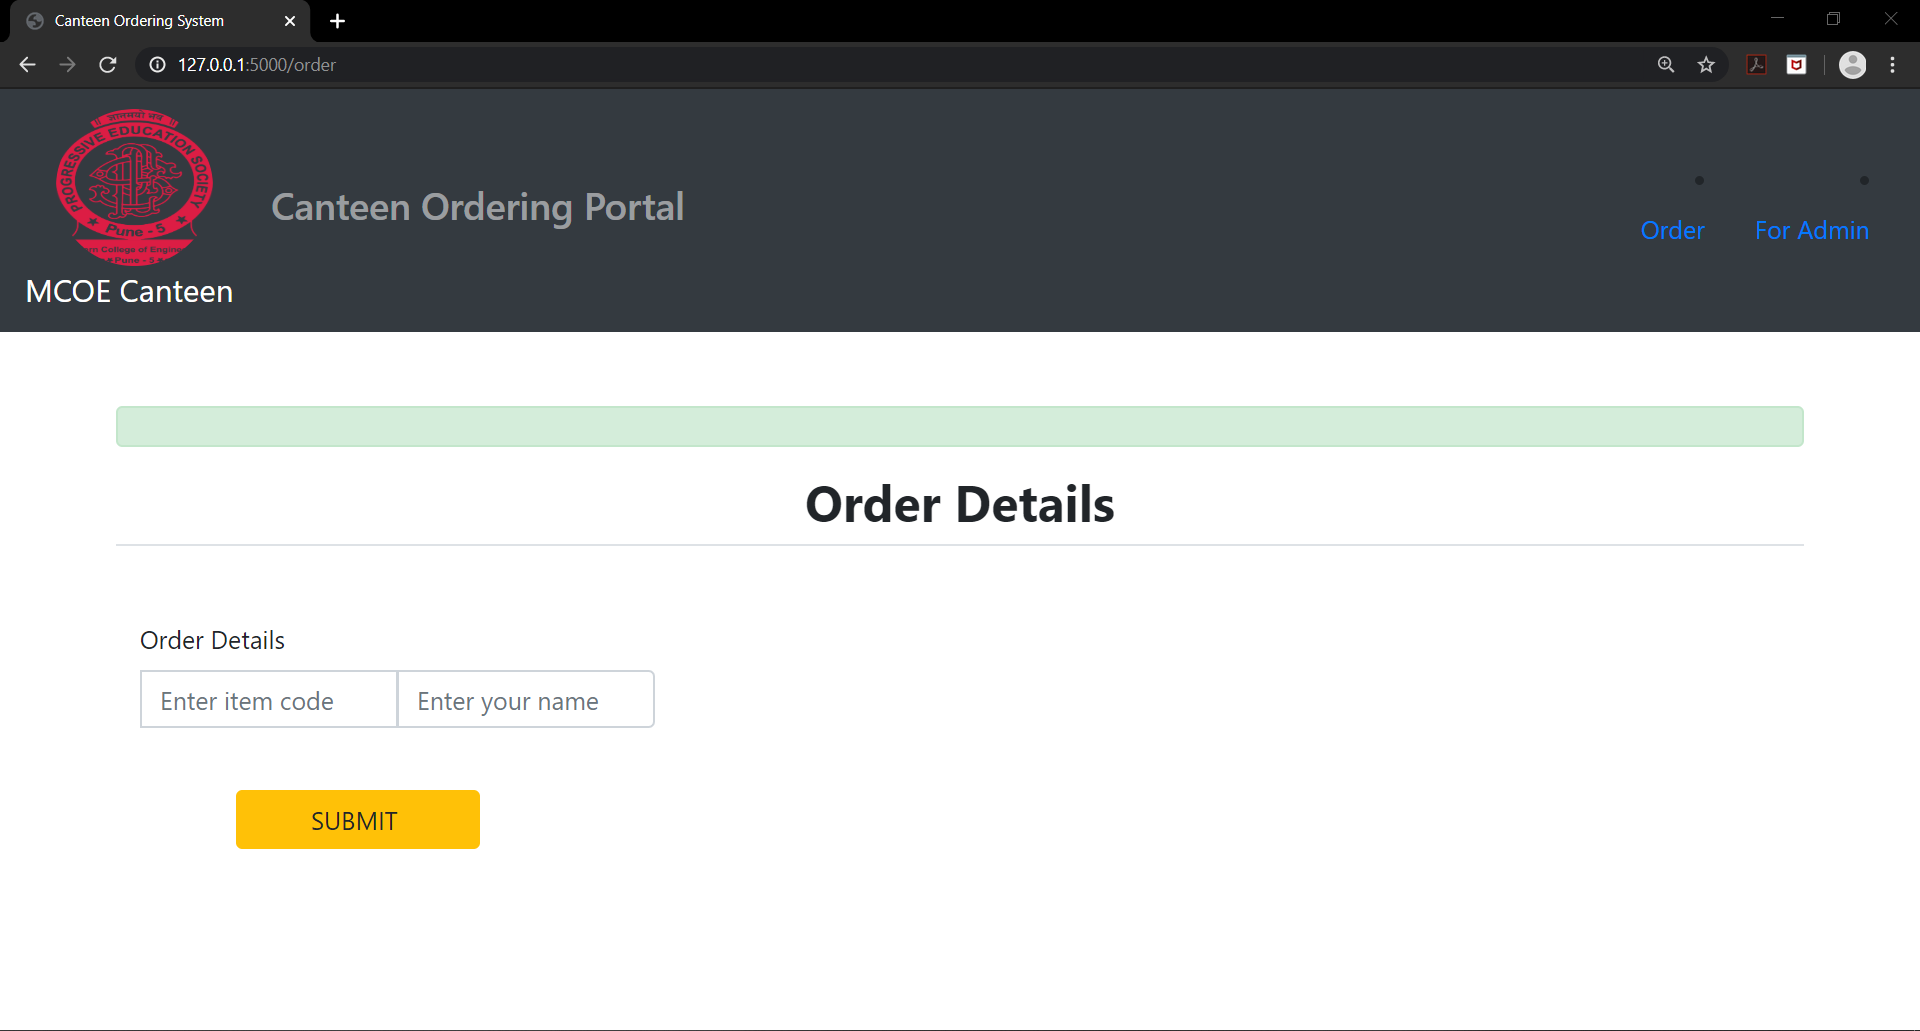 Canteen Ordering System
127.0.0.1:5000/order
PROGRESSIVE EDUCATION SOCIETY
Pune - 5
rn College of Engine
Pune - 5
MCOE Canteen
Canteen Ordering Portal
Order
For Admin
Order Details
Order Details
Enter item code
Enter your name
SUBMIT